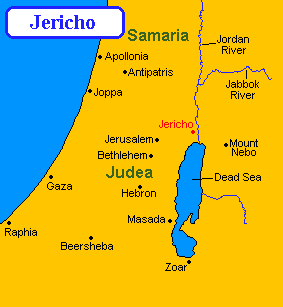 Jericho
Samaria
Jordan
River
Apollonia
Antipatris
Jabbok
River
Joppa
Jericho
Jerusalem
Mount
Nebo
Bethlehem
Judea
Dead Sea
Gaza
Hebron
Masada
Raphia
Beersheba
Zoar